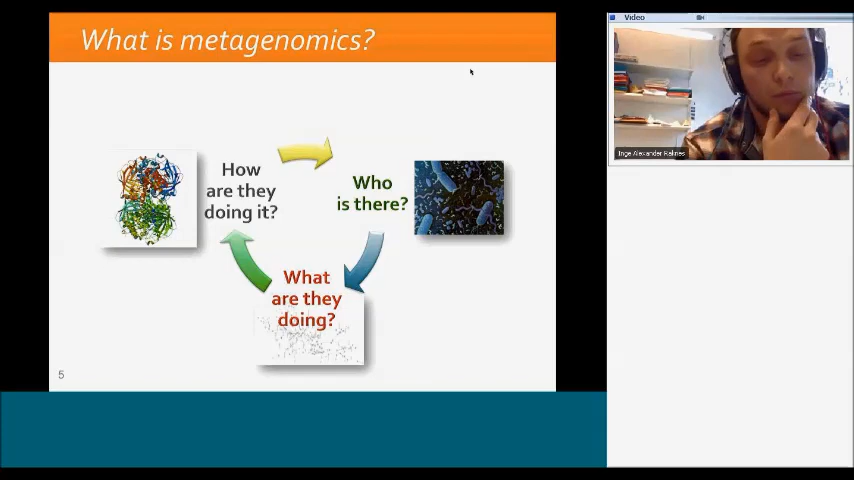 What is metagenomics?
How
are they
doing it?
Who
is there?
What
are they
doing?
5
Video
Inge Alexander Raknes